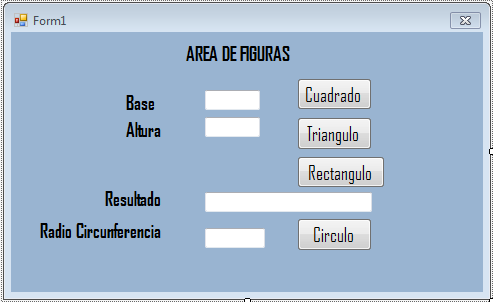 Form1
AREA DE FIGURAS
Base
Cuadrado
Altura
Triangulo
Rectangulo
Resultado
Radio Circunferencia
Circulo